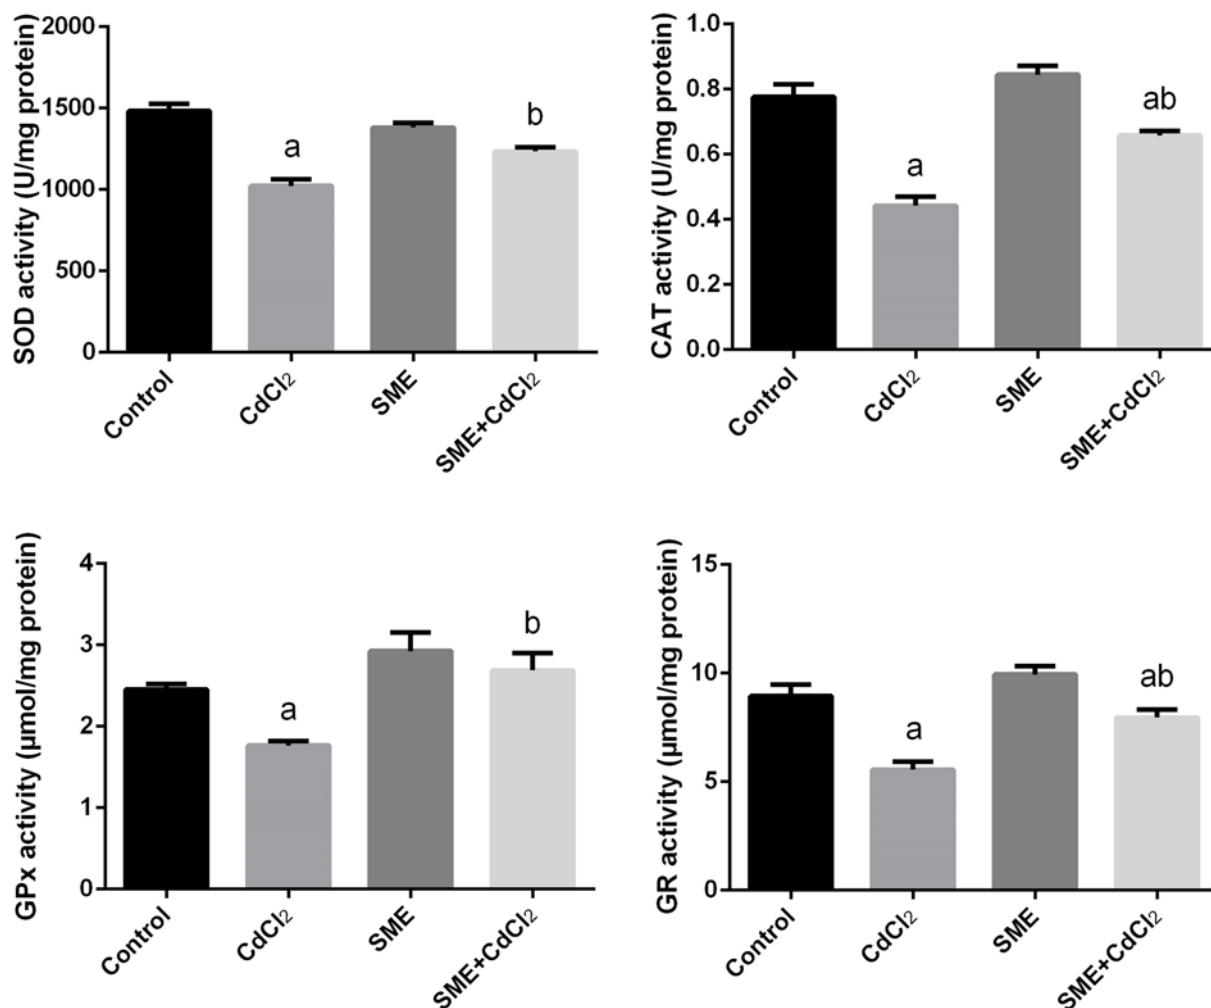 SOD activity (U/mg protein)
2000
1500
1000
500
0
a
b
Control
CdCl₂
SME
SME+CdCl₂
CAT activity (U/mg protein)
1.0
0.8
0.6
0.4
0.2
0.0
a
ab
Control
CdCl₂
SME
SME+CdCl₂
GPx activity (µmol/mg protein)
4
3
2
1
0
a
b
Control
CdCl₂
SME
SME+CdCl₂
GR activity (µmol/mg protein)
15
10
5
0
a
ab
Control
CdCl₂
SME
SME+CdCl₂